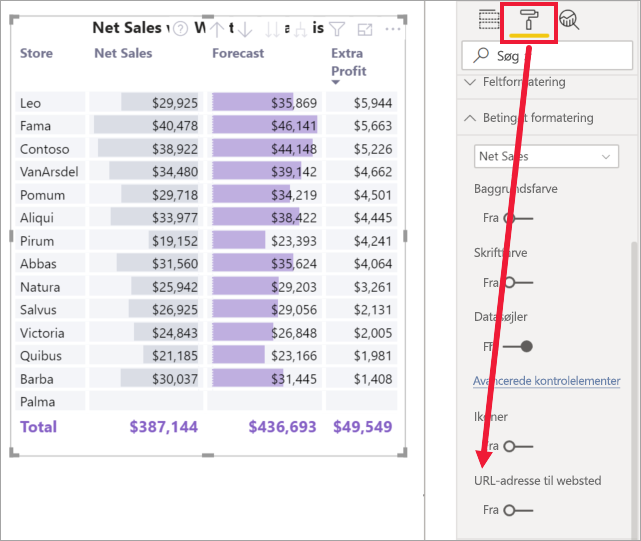 Net Sales v W t a is
Store Net Sales Forecast Extra
Profit
Leo $29,925 $35,869 $5,944
Fama $40,478 $46,141 $5,663
Contoso $38,922 $44,148 $5,226
VanArsdel $34,480 $39,142 $4,662
Pomum $29,718 $34,219 $4,501
Aliqui $33,977 $38,422 $4,445
Pirum $19,152 $23,393 $4,241
Abbas $31,560 $35,624 $4,064
Natura $25,942 $29,203 $3,261
Salvus $26,925 $29,056 $2,131
Victoria $24,843 $26,848 $2,005
Quibus $21,185 $23,166 $1,981
Barba $30,037 $31,445 $1,408
Palma
Total $387,144 $436,693 $49,549
Søg
Feltformatering
Betinget formatering
Net Sales
Baggrundsfarve
Fra
Skriftfarve
Fra
Datasøjler
Avancerede kontrolelementer
Ikoner
Fra
URL-adresse til websted
Fra